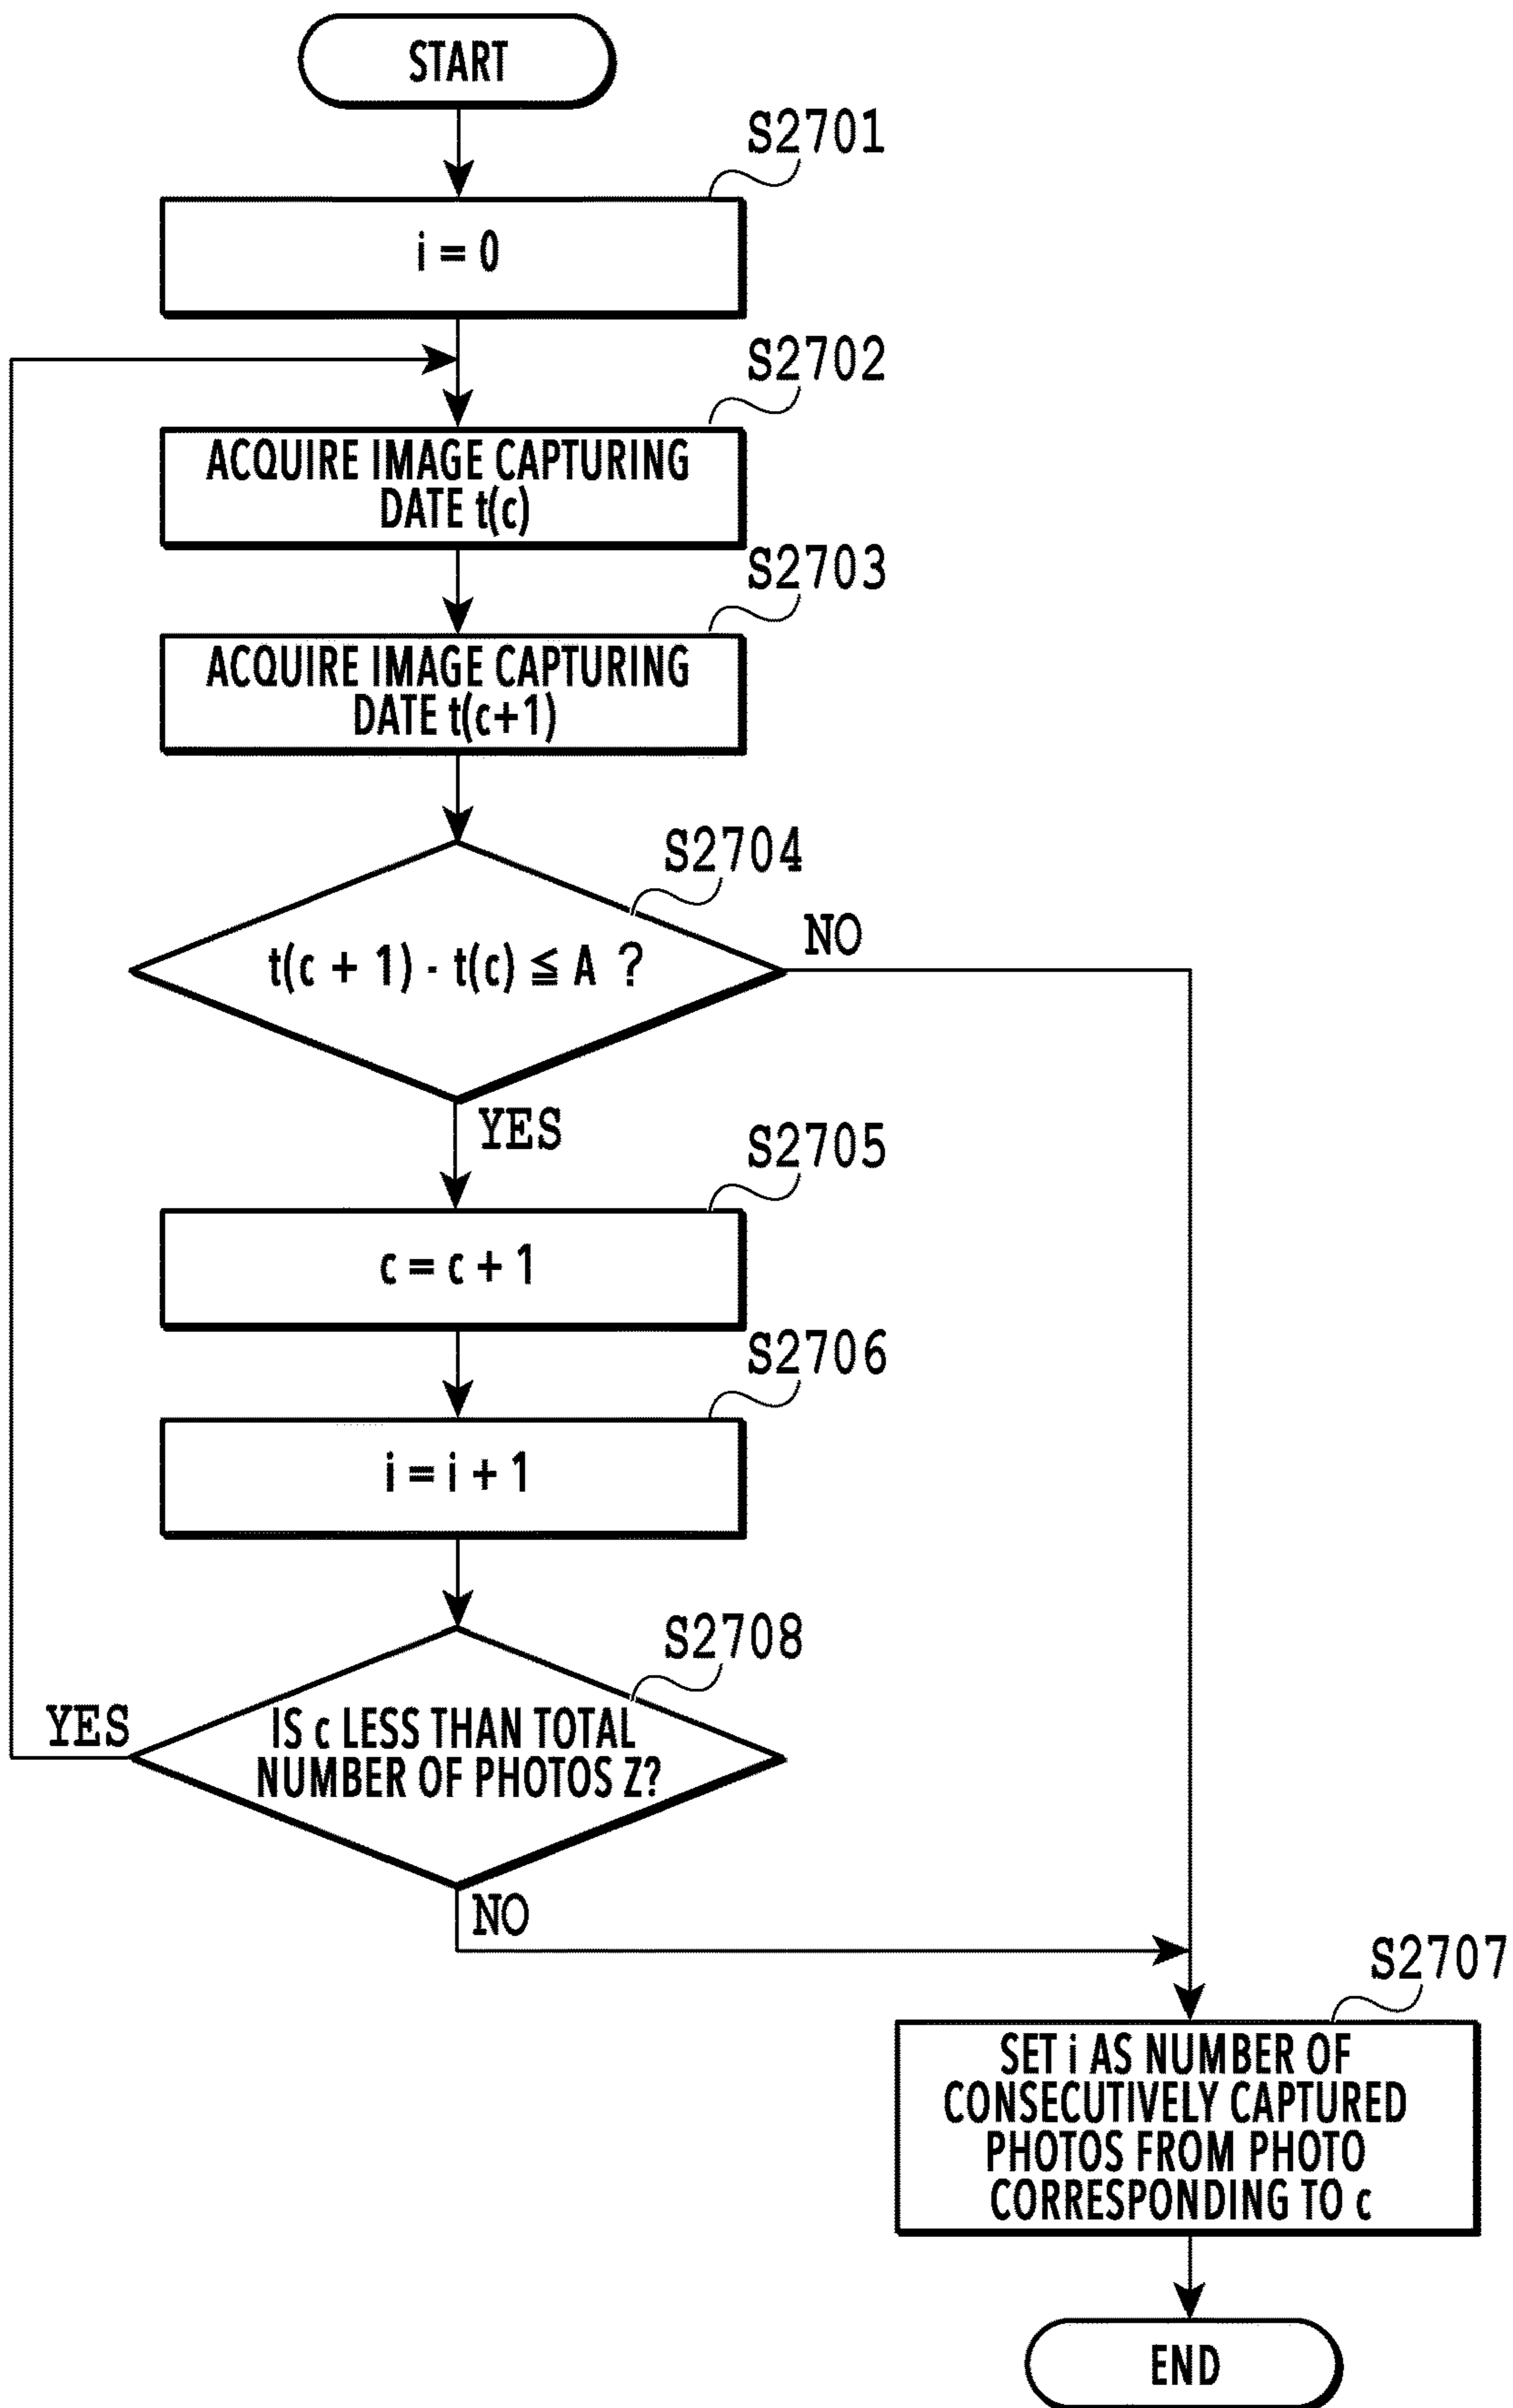 START
S2701
i = 0
S2702
ACQUIRE IMAGE CAPTURING
DATE t(c)
S2703
ACQUIRE IMAGE CAPTURING
DATE t(c+1)
S2704
t(c + 1) - t(c) ≦ A ?
NO
YES
S2705
c = c + 1
S2706
i = i + 1
S2708
IS c LESS THAN TOTAL
NUMBER OF PHOTOS Z?
YES
NO
S2707
SET i AS NUMBER OF
CONSECUTIVELY CAPTURED
PHOTOS FROM PHOTO
CORRESPONDING TO c
END